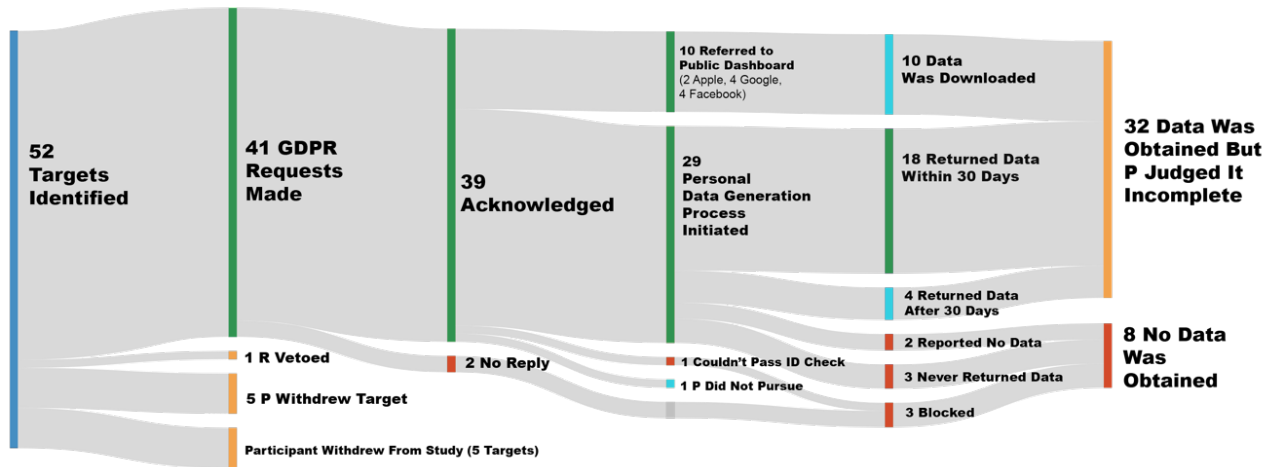 52
Targets
Identified
41 GDPR
Requests
Made
1 R Vetoed
5 P Withdrew Target
Participant Withdrew From Study (5 Targets)
39
Acknowledged
2 No Reply
10 Referred to
Public Dashboard
(2 Apple, 4 Google,
4 Facebook)
29
Personal
Data Generation
Process
Initiated
1 Couldn't Pass ID Check
1 P Did Not Pursue
10 Data
Was Downloaded
18 Returned Data
Within 30 Days
4 Returned Data
After 30 Days
2 Reported No Data
3 Never Returned Data
3 Blocked
32 Data Was
Obtained But
P Judged It
Incomplete
8 No Data
Was
Obtained